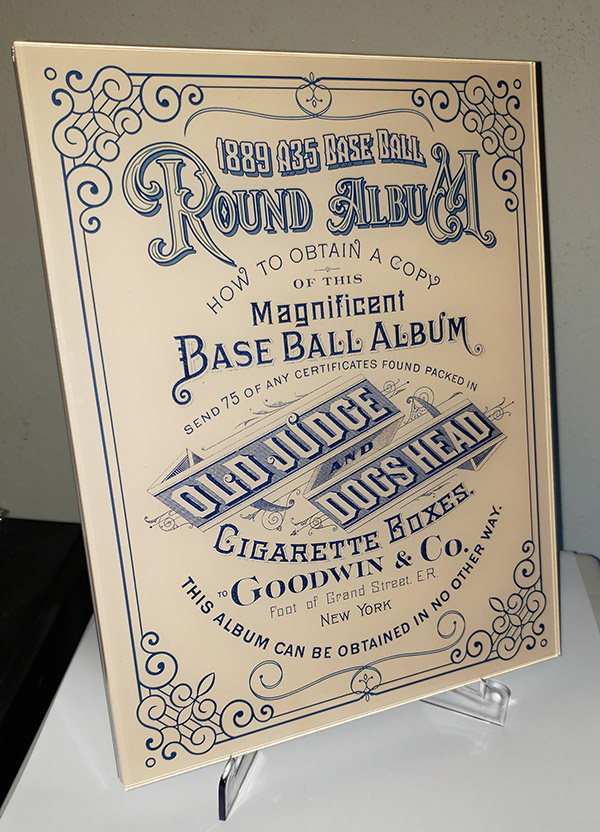 1889 A35 BASE BALL
ROUND ALBUM
HOW TO OBTAIN A COPY
OF THIS
Magnificent
BASE BALL ALBUM
SEND 75 OF ANY CERTIFICATES FOUND PACKED IN
OLD JUDGE
AND
DOGS HEAD
CIGARETTE BOXES,
TO GOODWIN & CO.
Foot of Grand Street. E.R.
NEW YORK
THIS ALBUM CAN BE OBTAINED IN NO OTHER WAY.